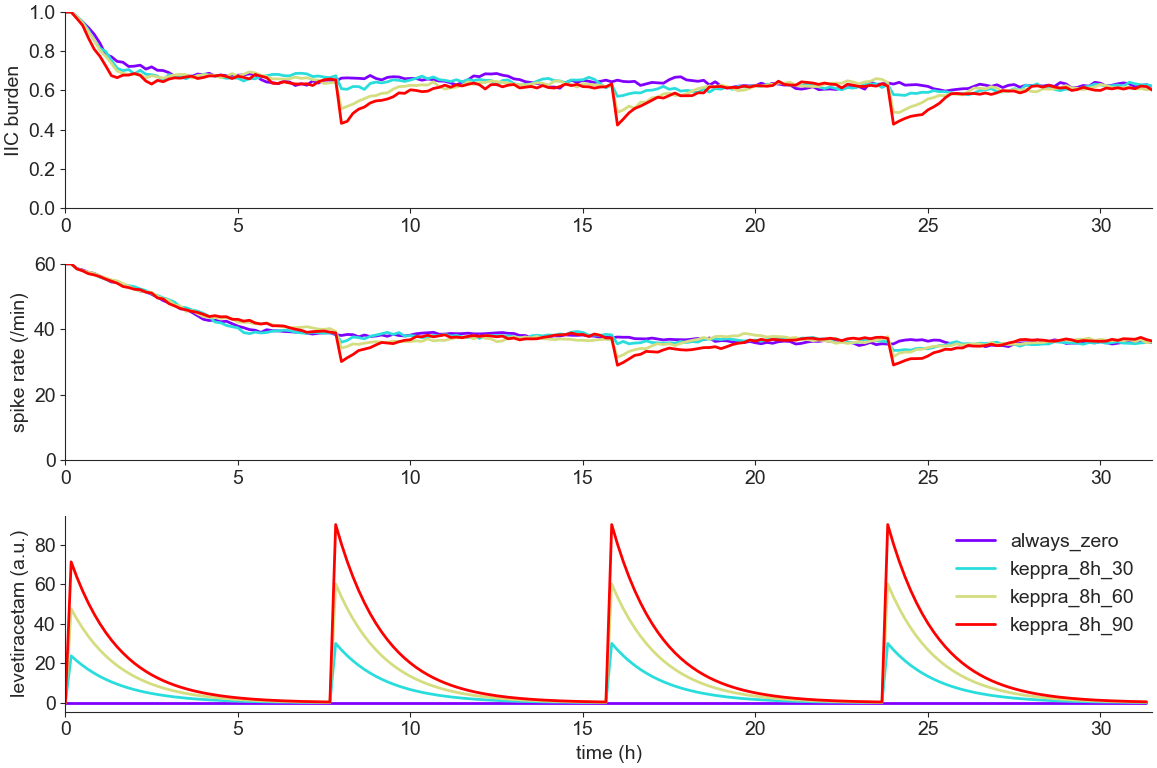 1.0
0.8
0.6
0.4
0.2
0.0
IIC burden
0 5 10 15 20 25 30
60
40
20
0
spike rate (/min)
0 5 10 15 20 25 30
80
60
40
20
0
levetiracetam (a.u.)
always_zero
keppra_8h_30
keppra_8h_60
keppra_8h_90
0 5 10 15 20 25 30
time (h)